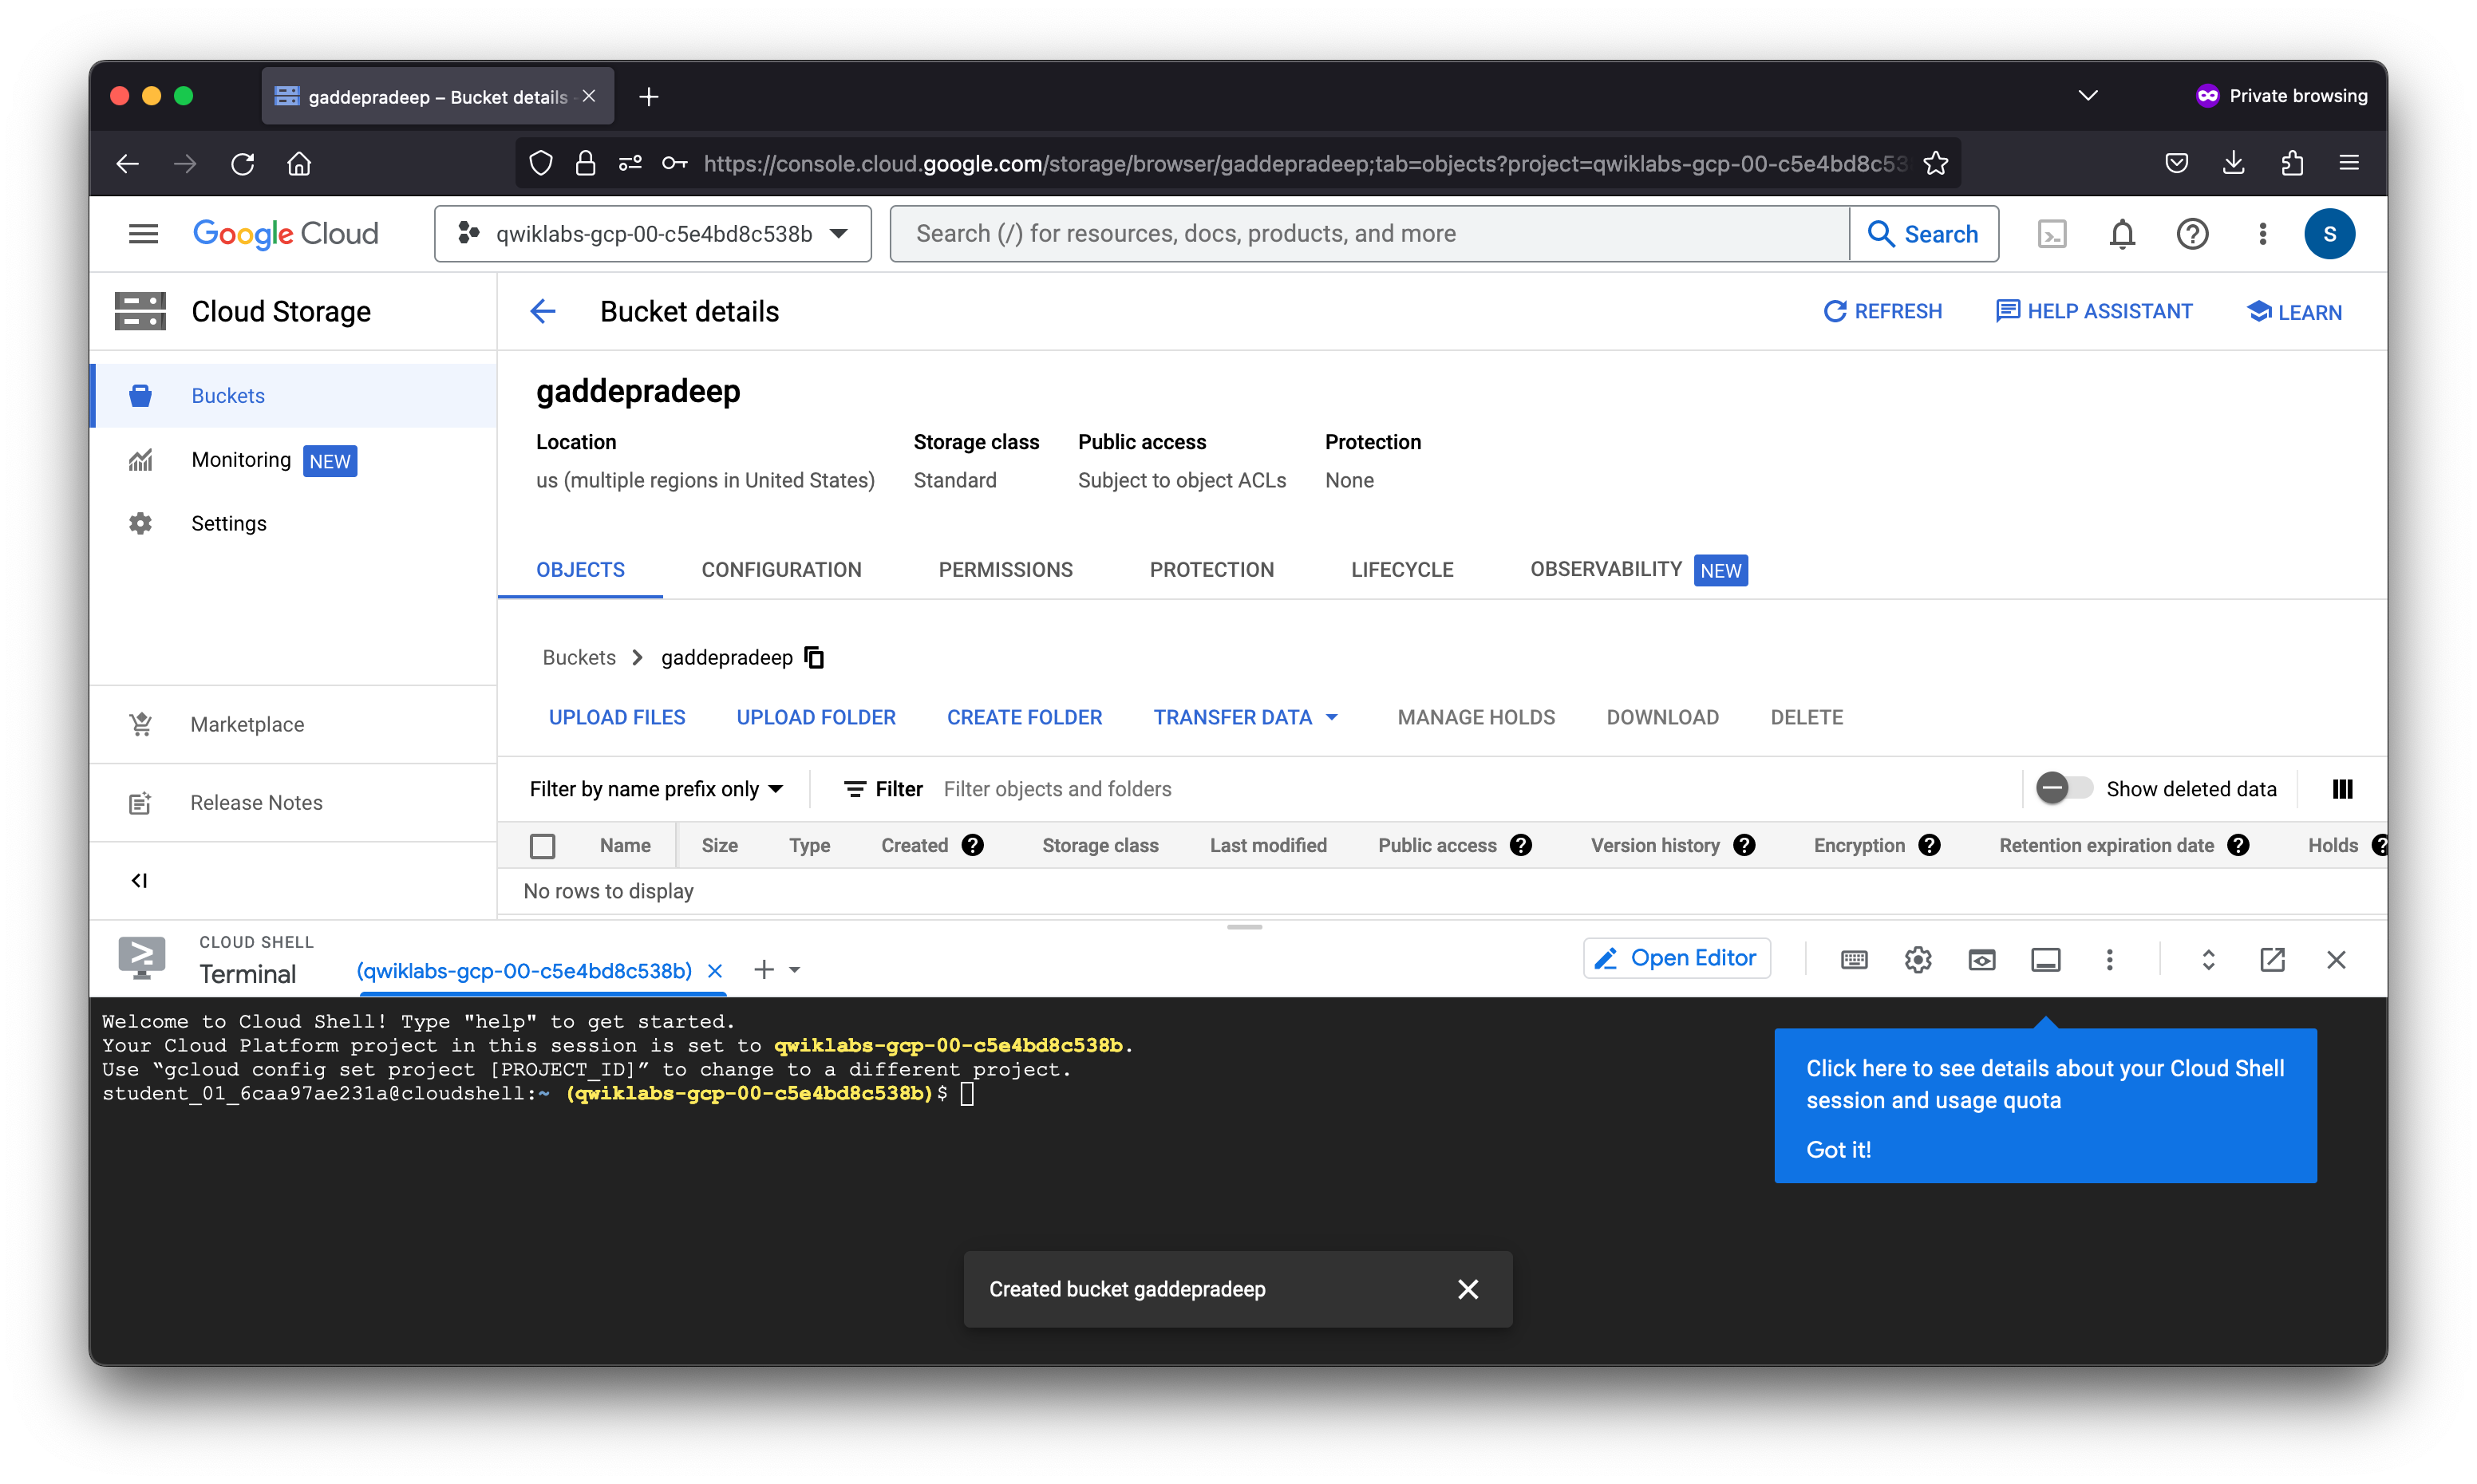 gaddepradeep – Bucket details
Private browsing
https://console.cloud.google.com/storage/browser/gaddepradeep;tab=objects?project=qwiklabs-gcp-00-c5e4bd8c53
Google Cloud
qwiklabs-gcp-00-c5e4bd8c538b
Search (/) for resources, docs, products, and more
Search
S
Cloud Storage
Bucket details
REFRESH
HELP ASSISTANT
LEARN
Buckets
Monitoring NEW
Settings
Marketplace
Release Notes
gaddepradeep
Location Storage class Public access Protection
us (multiple regions in United States) Standard Subject to object ACLs None
OBJECTS CONFIGURATION PERMISSIONS PROTECTION LIFECYCLE OBSERVABILITY NEW
Buckets > gaddepradeep
UPLOAD FILES UPLOAD FOLDER CREATE FOLDER TRANSFER DATA MANAGE HOLDS DOWNLOAD DELETE
Filter by name prefix only Filter Filter objects and folders Show deleted data
Name Size Type Created Storage class Last modified Public access Version history Encryption Retention expiration date Holds
No rows to display
CLOUD SHELL
Terminal
(qwiklabs-gcp-00-c5e4bd8c538b)
Open Editor
Welcome to Cloud Shell! Type "help" to get started.
Your Cloud Platform project in this session is set to qwiklabs-gcp-00-c5e4bd8c538b.
Use “gcloud config set project [PROJECT_ID]” to change to a different project.
student_01_6caa97ae231a@cloudshell:~ (qwiklabs-gcp-00-c5e4bd8c538b)$
Click here to see details about your Cloud Shell
session and usage quota
Got it!
Created bucket gaddepradeep